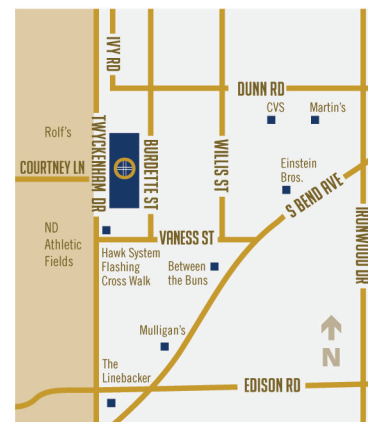 IVY RD
DUNN RD
CVS
Martin's
Rolf's
TWYCKENHAM DR
BURDETTE ST
WILLIS ST
COURTNEY LN
Einstein
Bros.
S BEND AVE
IRONWOOD DR
ND
Athletic
Fields
VANESS ST
Hawk System
Flashing
Cross Walk
Between
the Buns
Mulligan's
N
The
Linebacker
EDISON RD